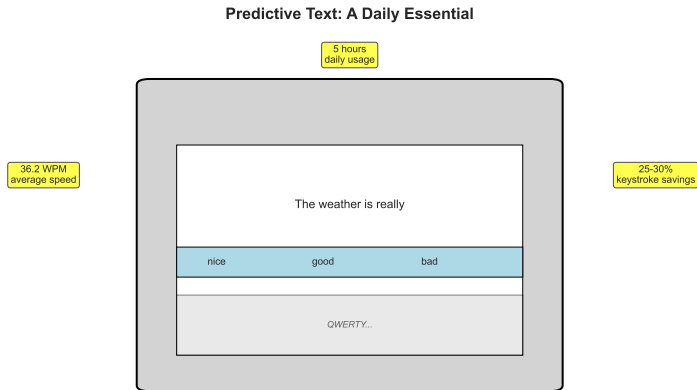 Predictive Text: A Daily Essential
5 hours
daily usage
36.2 WPM
average speed
25-30%
keystroke savings
The weather is really
nice good bad
QWERTY...